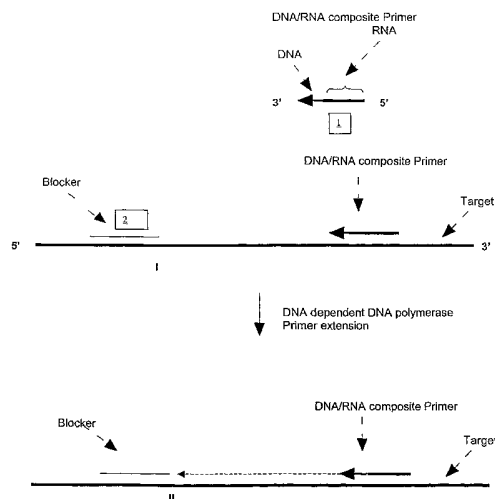 DNA/RNA composite Primer
RNA
DNA
3' 5'
1
DNA/RNA composite Primer
Blocker
Target
2
5' 3'
I
DNA dependent DNA polymerase
Primer extension
DNA/RNA composite Primer
Blocker
Target
II